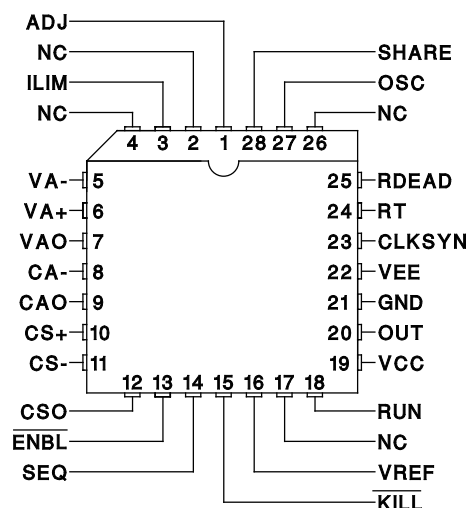 ADJ
NC SHARE
ILIM OSC
NC NC
4 3 2 1 28 27 26
VA- 5 25 RDEAD
VA+ 6 24 RT
VAO 7 23 CLKSYN
CA- 8 22 VEE
CAO 9 21 GND
CS+ 10 20 OUT
CS- 11 19 VCC
12 13 14 15 16 17 18
CSO RUN
ENBL NC
SEQ VREF
KILL